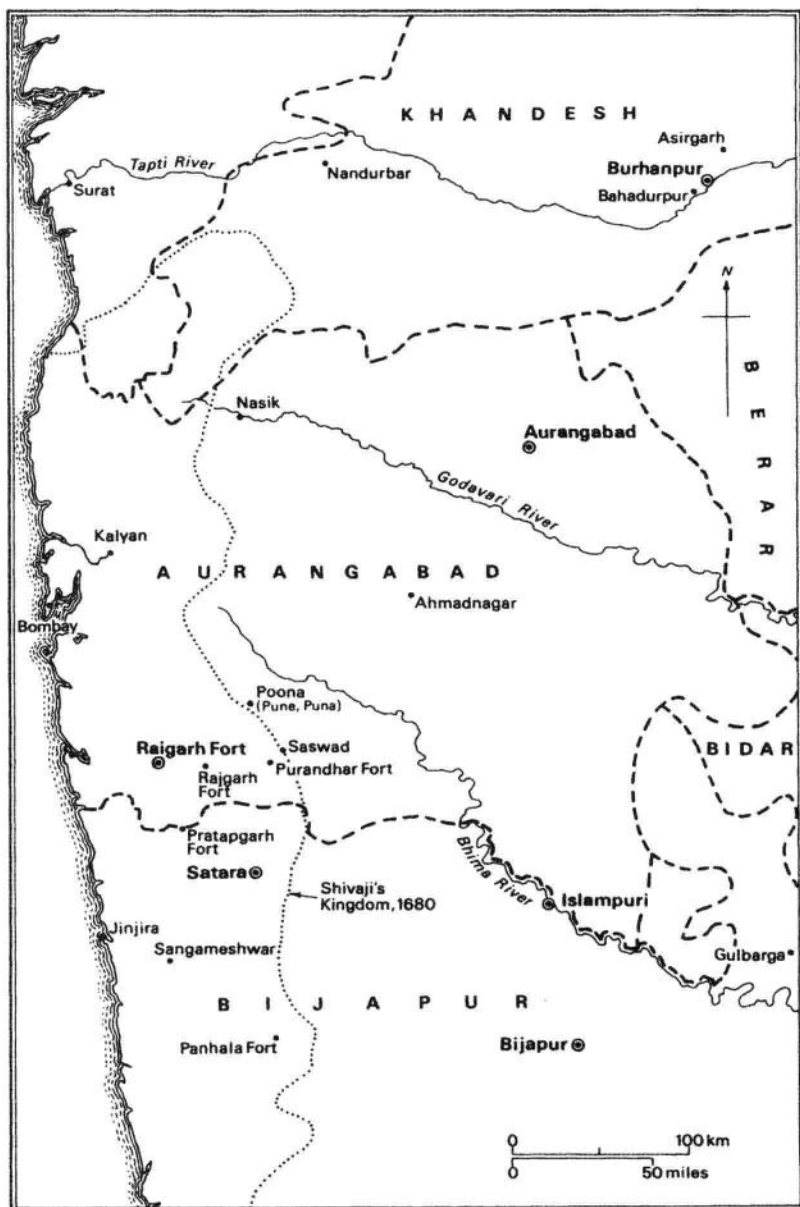 KHANDESH
Asirgarh
Tapti River
Nandurbar
Burhanpur
Surat
Bahadurpur
N
BERAR
Nasik
Aurangabad
Godavari River
Kalyan
AURANGABAD
Ahmadnagar
Bombay
Poona
(Pune, Puna)
Saswad
Raigarh Fort
BIDAR
Purandhar Fort
Rajgarh
Fort
Pratapgarh
Fort
Bhima River
Satara
Shivaji's
Kingdom, 1680
Islampuri
Jinjira
Sangameshwar
Gulbarga
BIJAPUR
Panhala Fort
Bijapur
0 100 km
0 50 miles